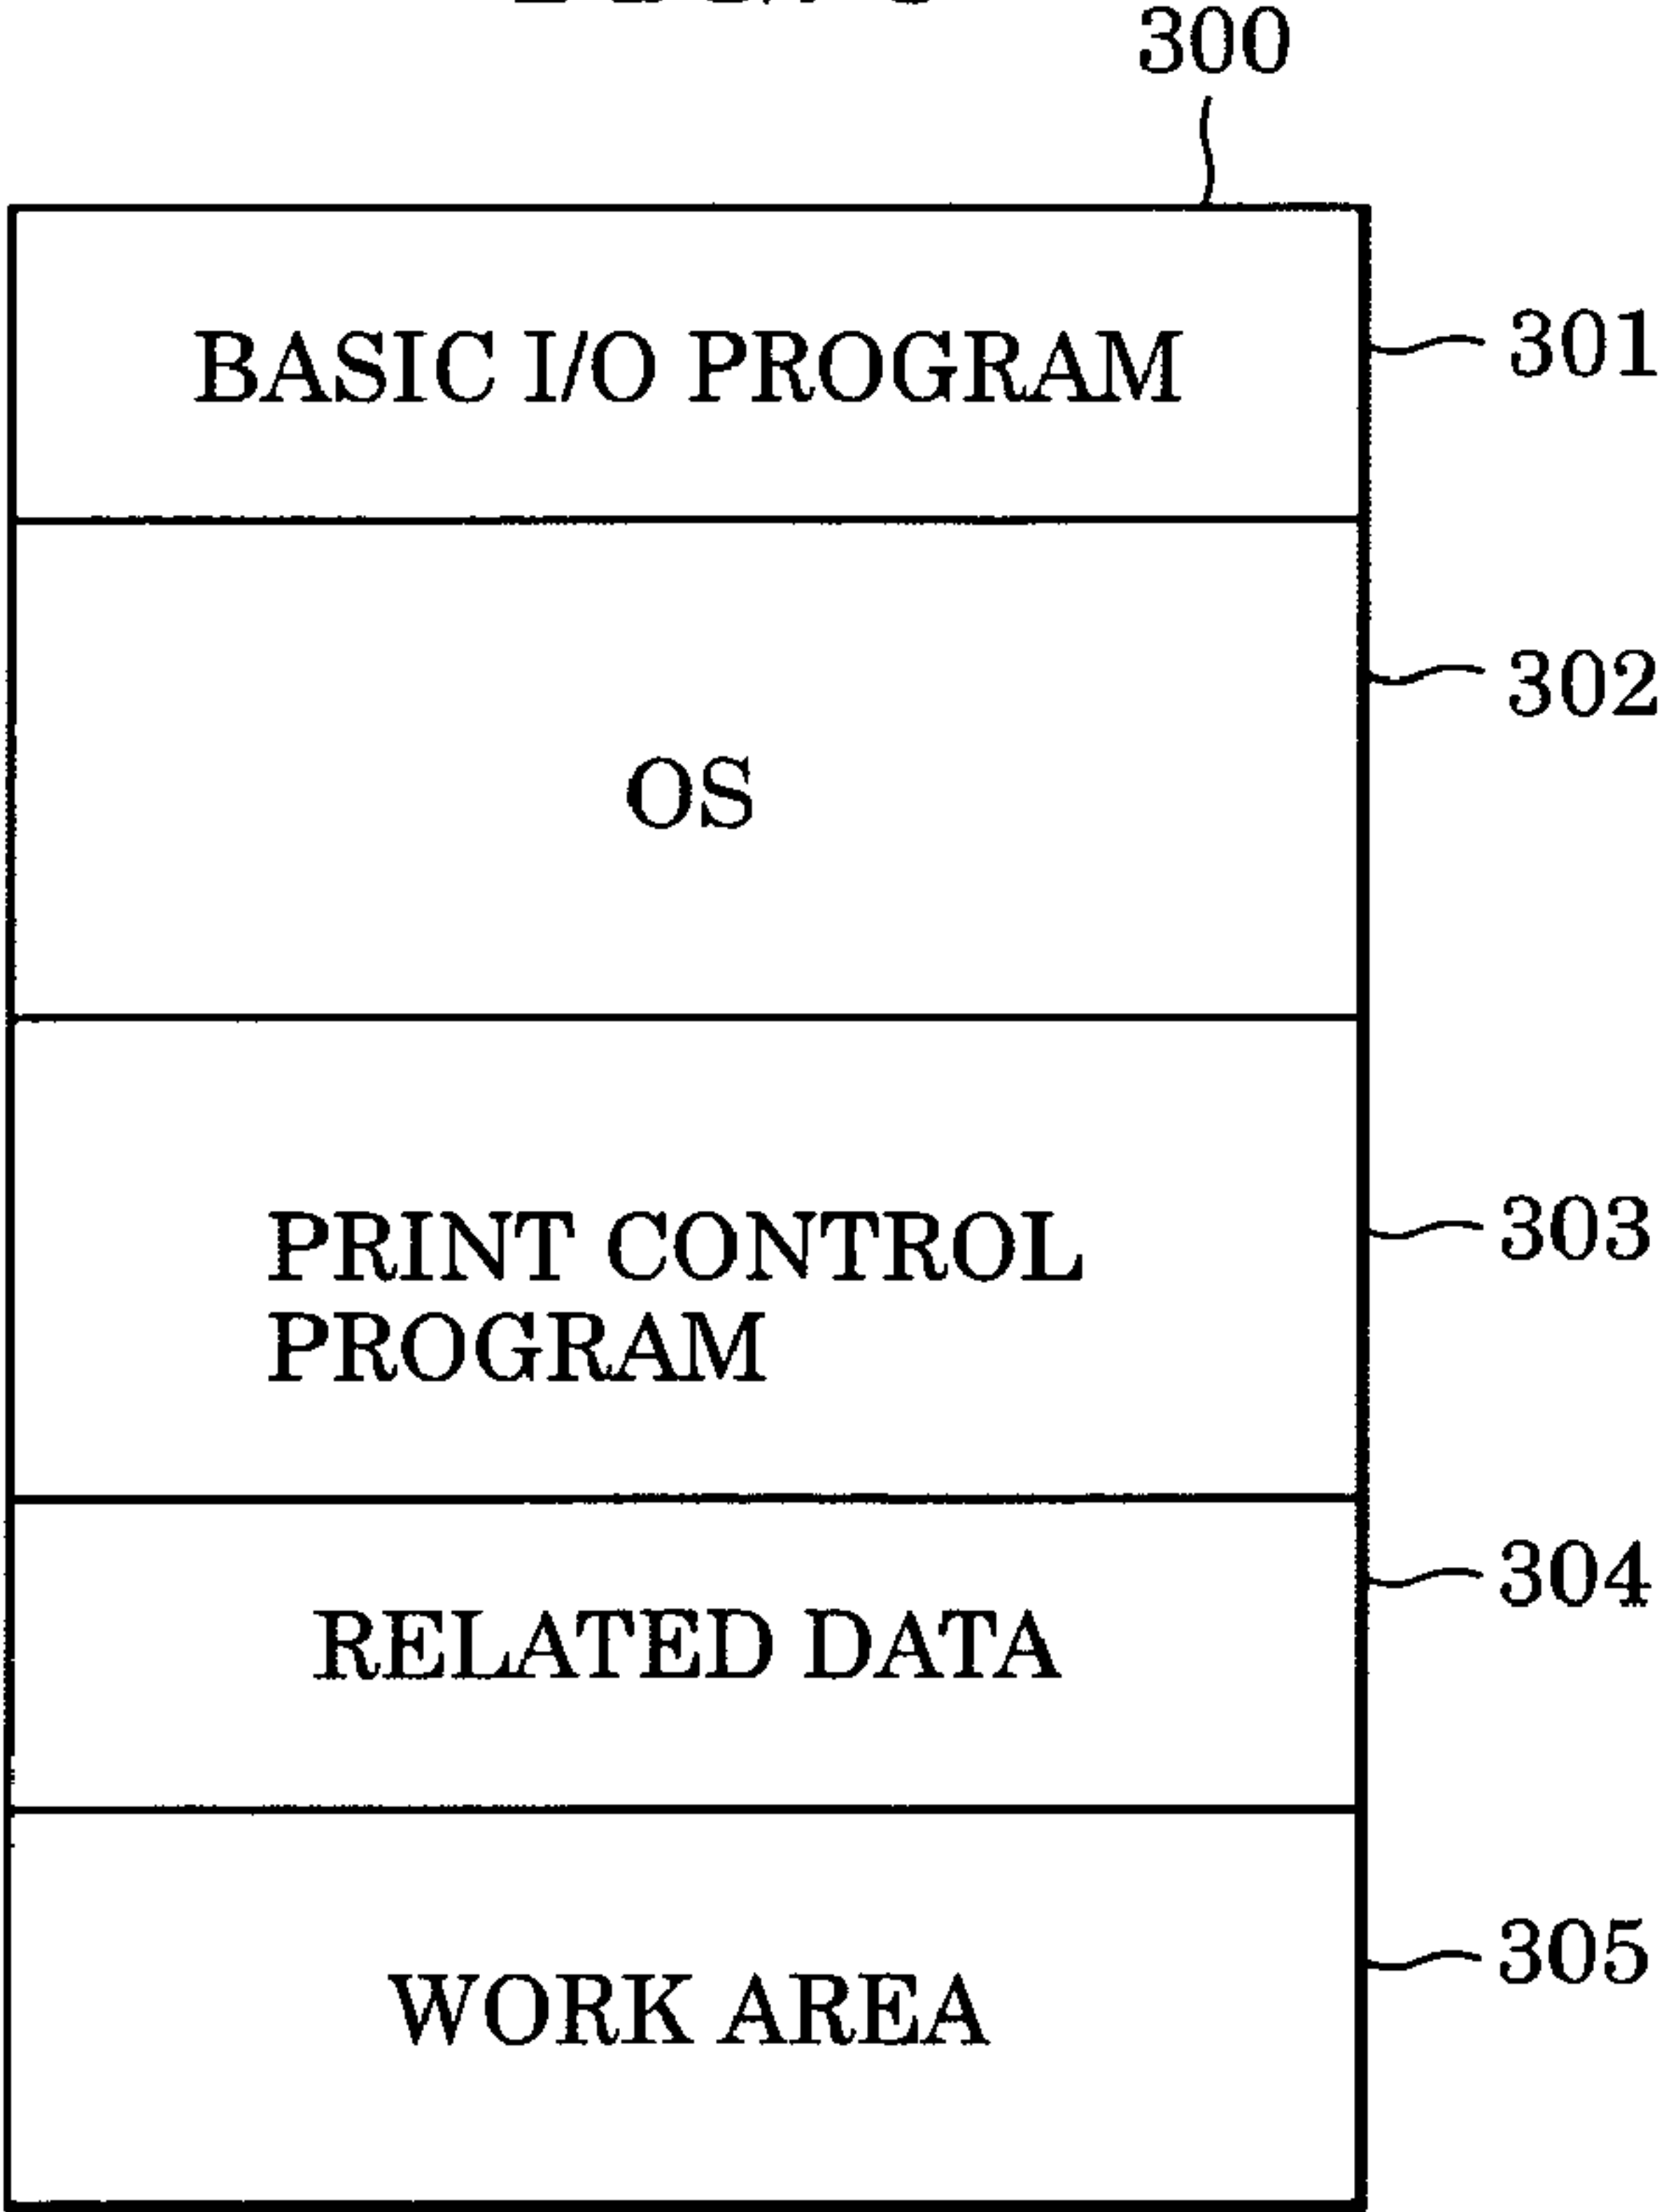 300
BASIC I/O PROGRAM
301
OS
302
PRINT CONTROL
PROGRAM
303
RELATED DATA
304
WORK AREA
305